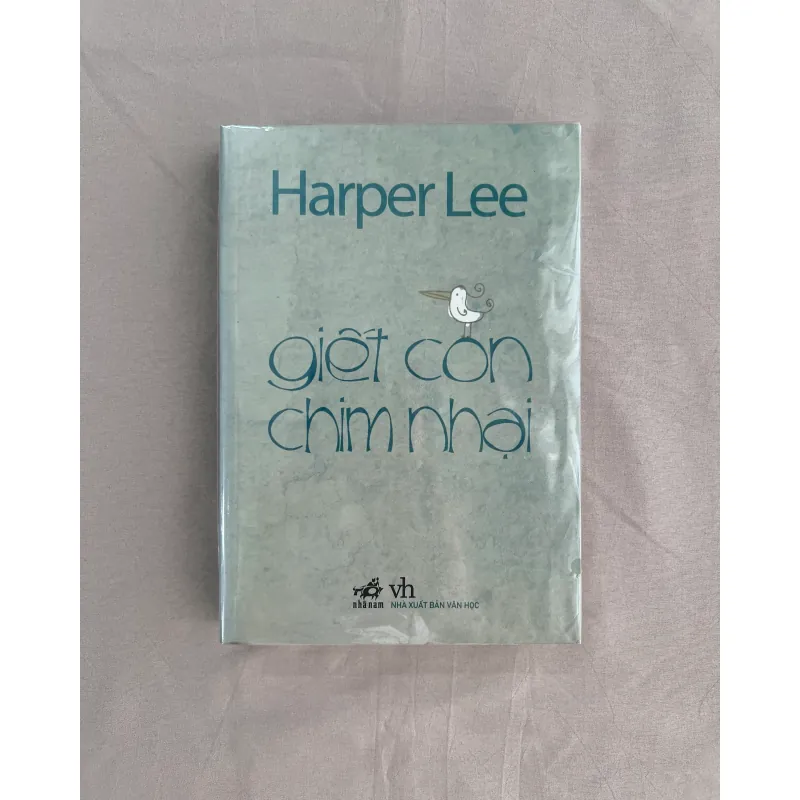 Harper Lee
giết con
chim nhại
nhã nam
vh
NHÀ XUẤT BẢN VĂN HỌC